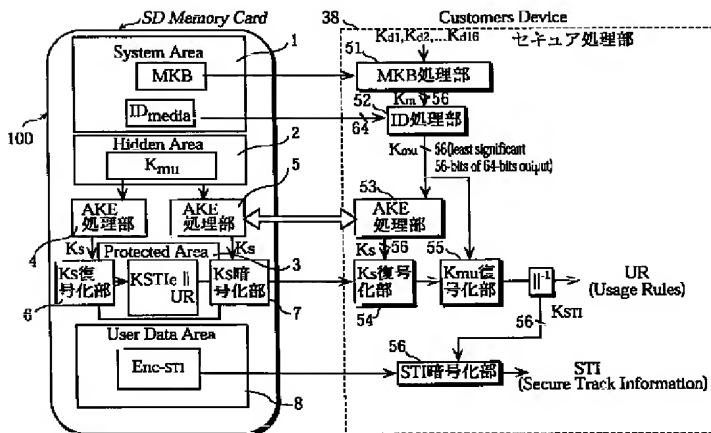 SD Memory Card
38
Customers Device
Kd1,Kd2,...Kd16
セキュア処理部
System Area
1
MKB
51
MKB処理部
Km
56
52
IDmedia
64
ID処理部
100
Hidden Area
2
Kmu
Kmu
56(least significant
56-bits of 64-bits output)
5
53
AKE
処理部
AKE
処理部
AKE
処理部
4
Ks
Ks
Ks
56
55
Protected Area
3
Ks復号
化部
KSTIe ||
UR
Ks暗号
化部
Ks復号
化部
Kmu復
号化部
||-1
UR
(Usage Rules)
6
7
54
56
KSTI
User Data Area
Enc-STI
56
STI暗号化部
STI
(Secure Track Information)
8